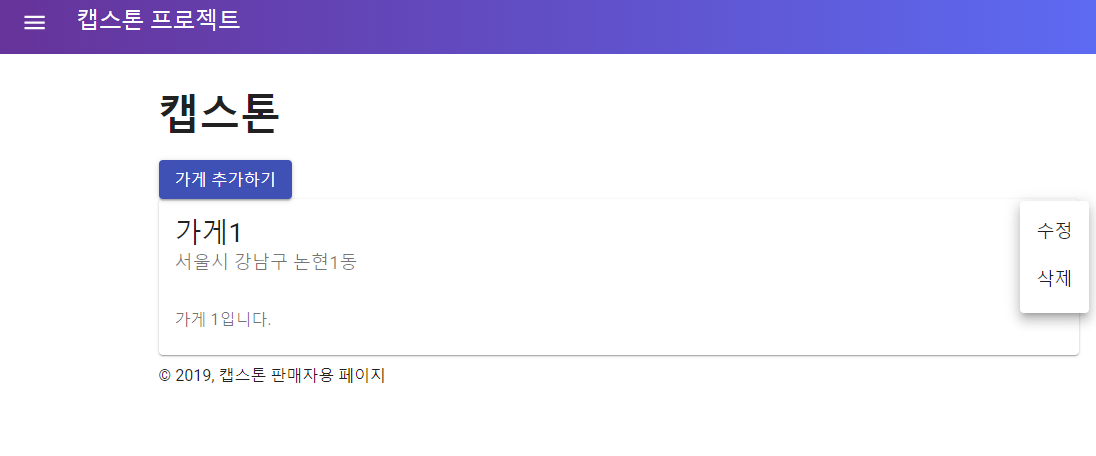 캡스톤 프로젝트
캡스톤
가게 추가하기
가게1
서울시 강남구 논현1동
가게 1입니다.
수정
삭제
© 2019, 캡스톤 판매자용 페이지